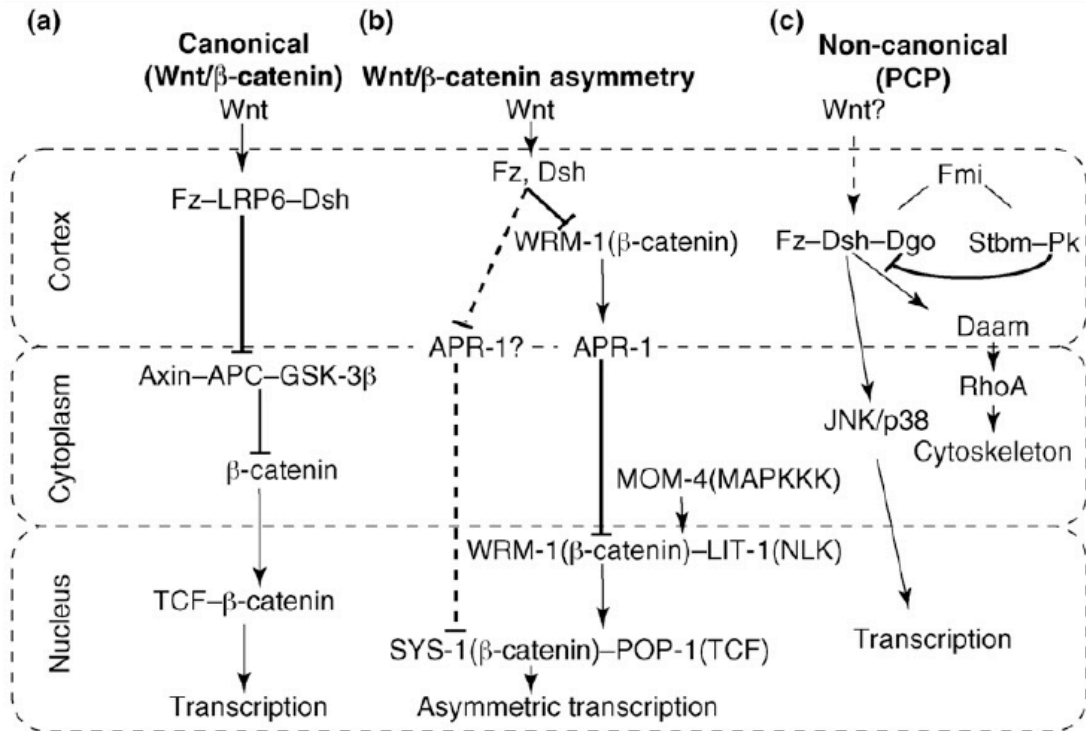 (a)
Canonical
(Wnt/β-catenin)
Wnt
Fz–LRP6–Dsh
Axin–APC–GSK-3β
β-catenin
TCF–β-catenin
Transcription
(b)
Wnt/β-catenin asymmetry
Wnt
Fz, Dsh
WRM-1(β-catenin)
APR-1?
APR-1
MOM-4(MAPKKK)
WRM-1(β-catenin)–LIT-1(NLK)
SYS-1(β-catenin)–POP-1(TCF)
Asymmetric transcription
(c)
Non-canonical
(PCP)
Wnt?
Fmi
Fz–Dsh–Dgo
Stbm–Pk
Daam
RhoA
JNK/p38
Cytoskeleton
Transcription
Cortex
Cytoplasm
Nucleus